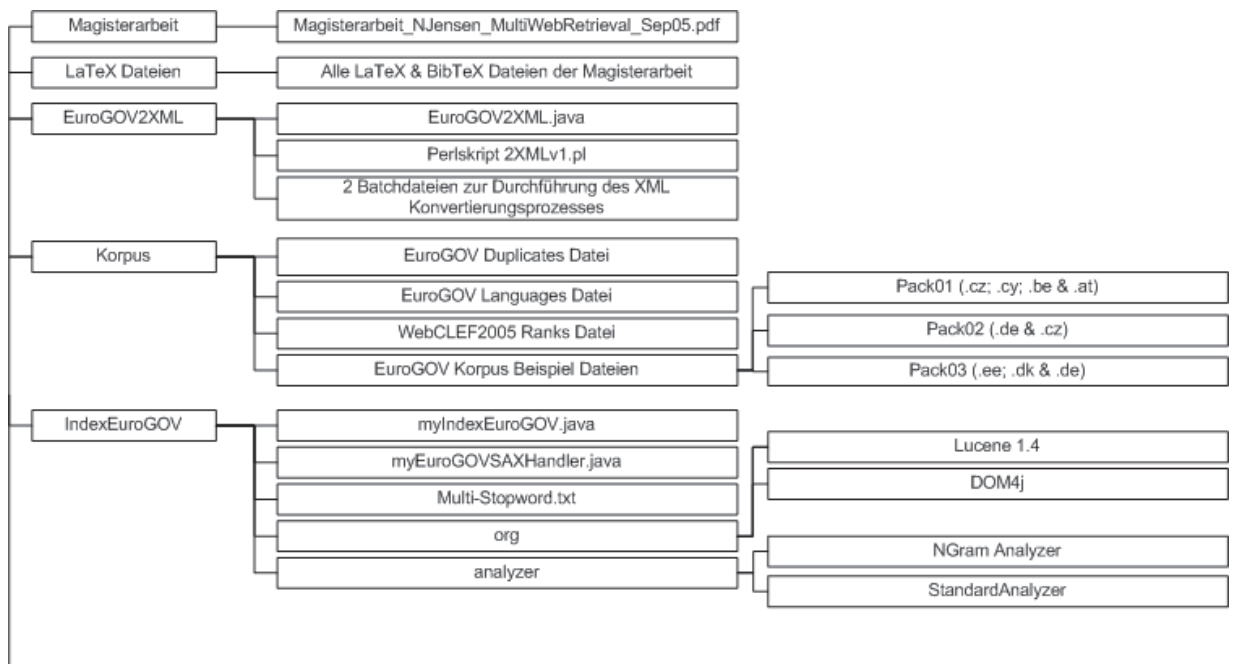 Magisterarbeit
Magisterarbeit_NJensen_MultiWebRetrieval_Sep05.pdf
LaTeX Dateien
Alle LaTeX & BibTeX Dateien der Magisterarbeit
EuroGOV2XML
EuroGOV2XML.java
Perlskript 2XMLv1.pl
2 Batchdateien zur Durchführung des XML
Konvertierungsprozesses
Korpus
EuroGOV Duplicates Datei
EuroGOV Languages Datei
WebCLEF2005 Ranks Datei
EuroGOV Korpus Beispiel Dateien
Pack01 (.cz; .cy; .be & .at)
Pack02 (.de & .cz)
Pack03 (.ee; .dk & .de)
IndexEuroGOV
myIndexEuroGOV.java
myEuroGOVSAXHandler.java
Multi-Stopword.txt
org
Lucene 1.4
DOM4j
analyzer
NGram Analyzer
StandardAnalyzer